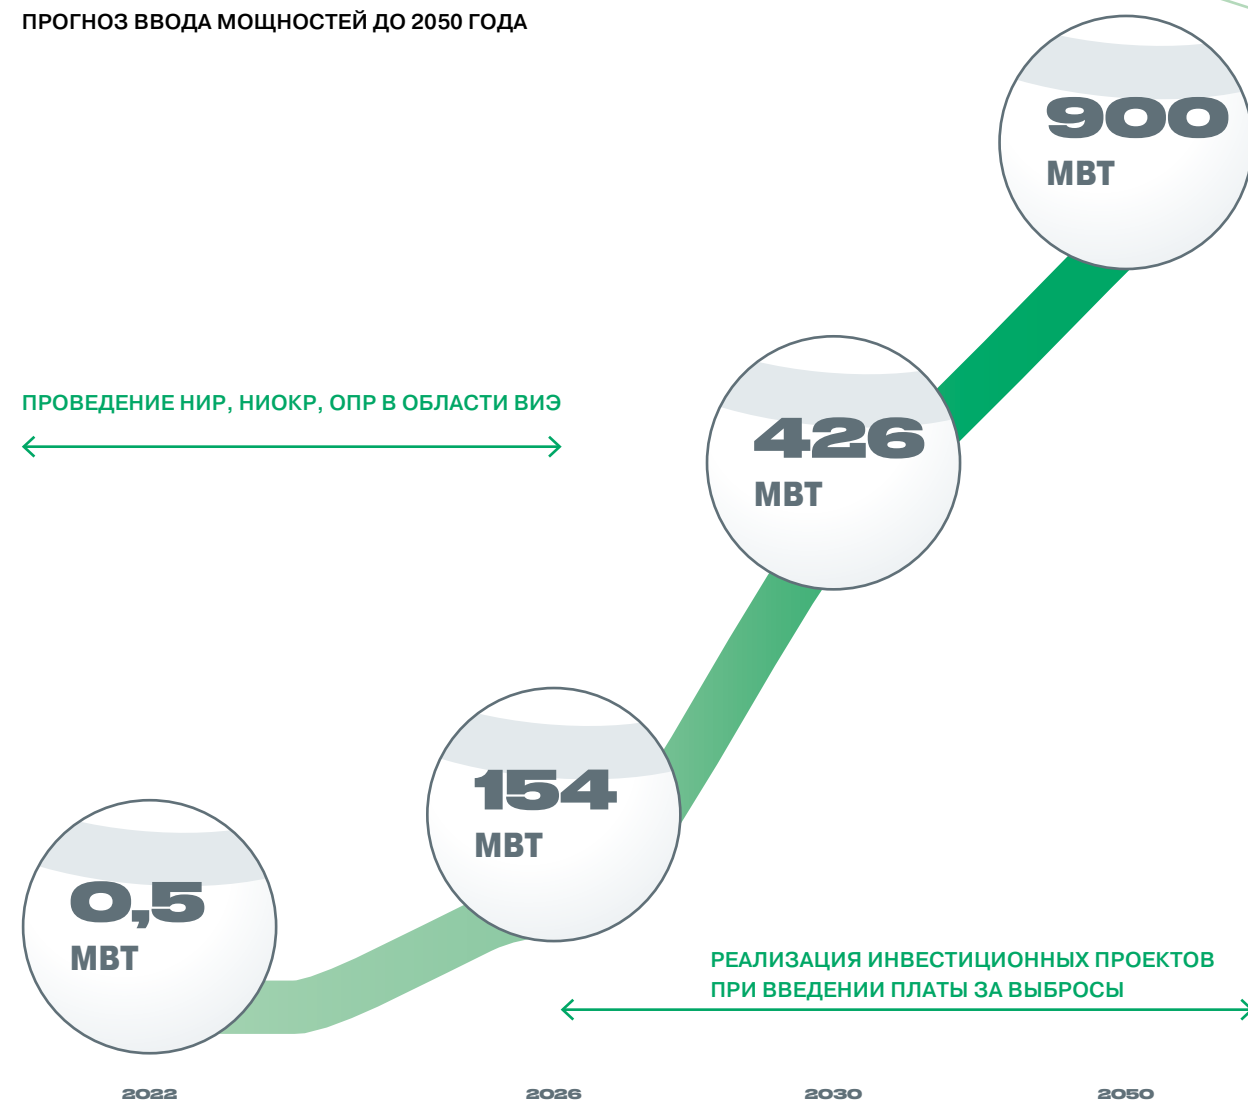 ПРОГНОЗ ВВОДА МОЩНОСТЕЙ ДО 2050 ГОДА
900
МВТ
ПРОВЕДЕНИЕ НИР, НИОКР, ОПР В ОБЛАСТИ ВИЭ
426
МВТ
154
МВТ
0,5
МВТ
РЕАЛИЗАЦИЯ ИНВЕСТИЦИОННЫХ ПРОЕКТОВ
ПРИ ВВЕДЕНИИ ПЛАТЫ ЗА ВЫБРОСЫ
2022 2026 2030 2050